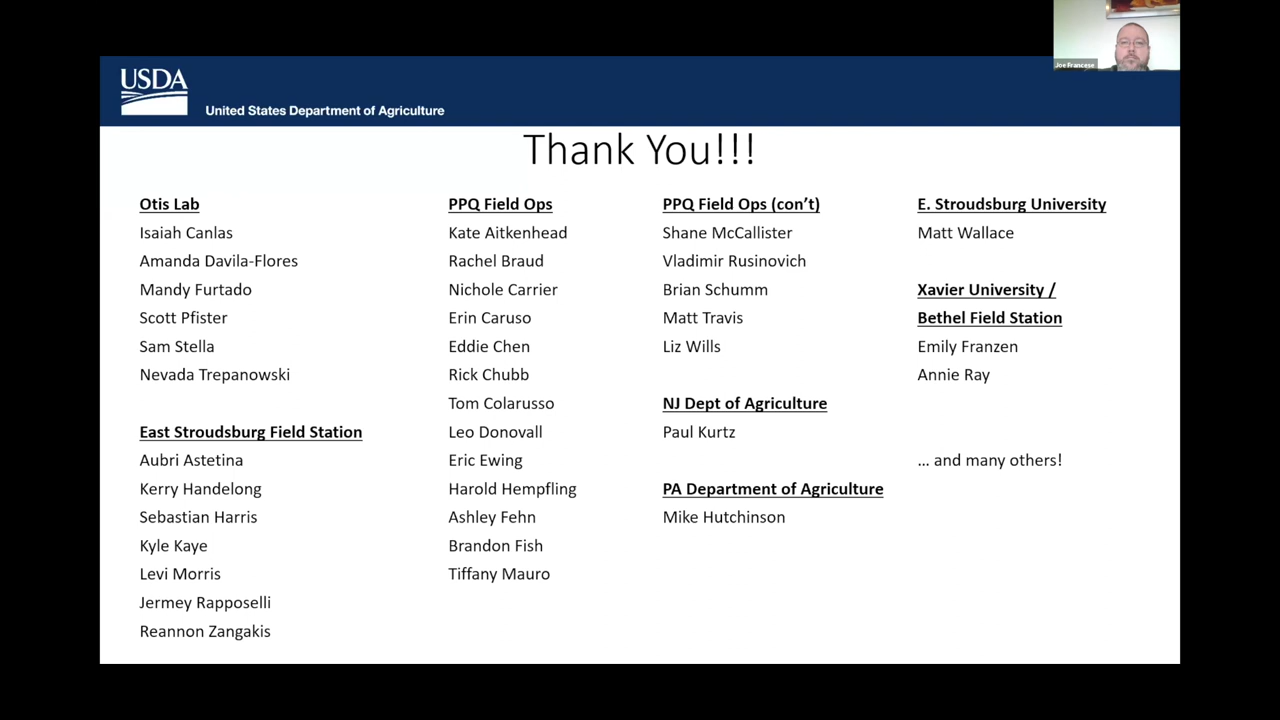 Joe Francese
USDA
United States Department of Agriculture
Thank You!!!
Otis Lab
Isaiah Canlas
Amanda Davila-Flores
Mandy Furtado
Scott Pfister
Sam Stella
Nevada Trepanowski
East Stroudsburg Field Station
Aubri Astetina
Kerry Handelong
Sebastian Harris
Kyle Kaye
Levi Morris
Jermey Rapposelli
Reannon Zangakis
PPQ Field Ops
Kate Aitkenhead
Rachel Braud
Nichole Carrier
Erin Caruso
Eddie Chen
Rick Chubb
Tom Colarusso
Leo Donovall
Eric Ewing
Harold Hempfling
Ashley Fehn
Brandon Fish
Tiffany Mauro
PPQ Field Ops (con’t)
Shane McCallister
Vladimir Rusinovich
Brian Schumm
Matt Travis
Liz Wills
NJ Dept of Agriculture
Paul Kurtz
PA Department of Agriculture
Mike Hutchinson
E. Stroudsburg University
Matt Wallace
Xavier University /
Bethel Field Station
Emily Franzen
Annie Ray
… and many others!